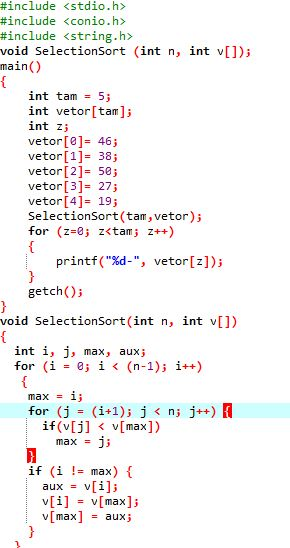 #include <stdio.h>
#include <conio.h>
#include <string.h>
void SelectionSort (int n, int v[]);
main()
{
    int tam = 5;
    int vetor[tam];
    int z;
    vetor[0]= 46;
    vetor[1]= 38;
    vetor[2]= 50;
    vetor[3]= 27;
    vetor[4]= 19;
    SelectionSort(tam,vetor);
    for (z=0; z<tam; z++)
    {
        printf("%d-", vetor[z]);
    }
    getch();
}
void SelectionSort(int n, int v[])
{
  int i, j, max, aux;
  for (i = 0; i < (n-1); i++)
   {
    max = i;
    for (j = (i+1); j < n; j++) {
      if(v[j] < v[max])
        max = j;
    }
    if (i != max) {
      aux = v[i];
      v[i] = v[max];
      v[max] = aux;
    }
  }